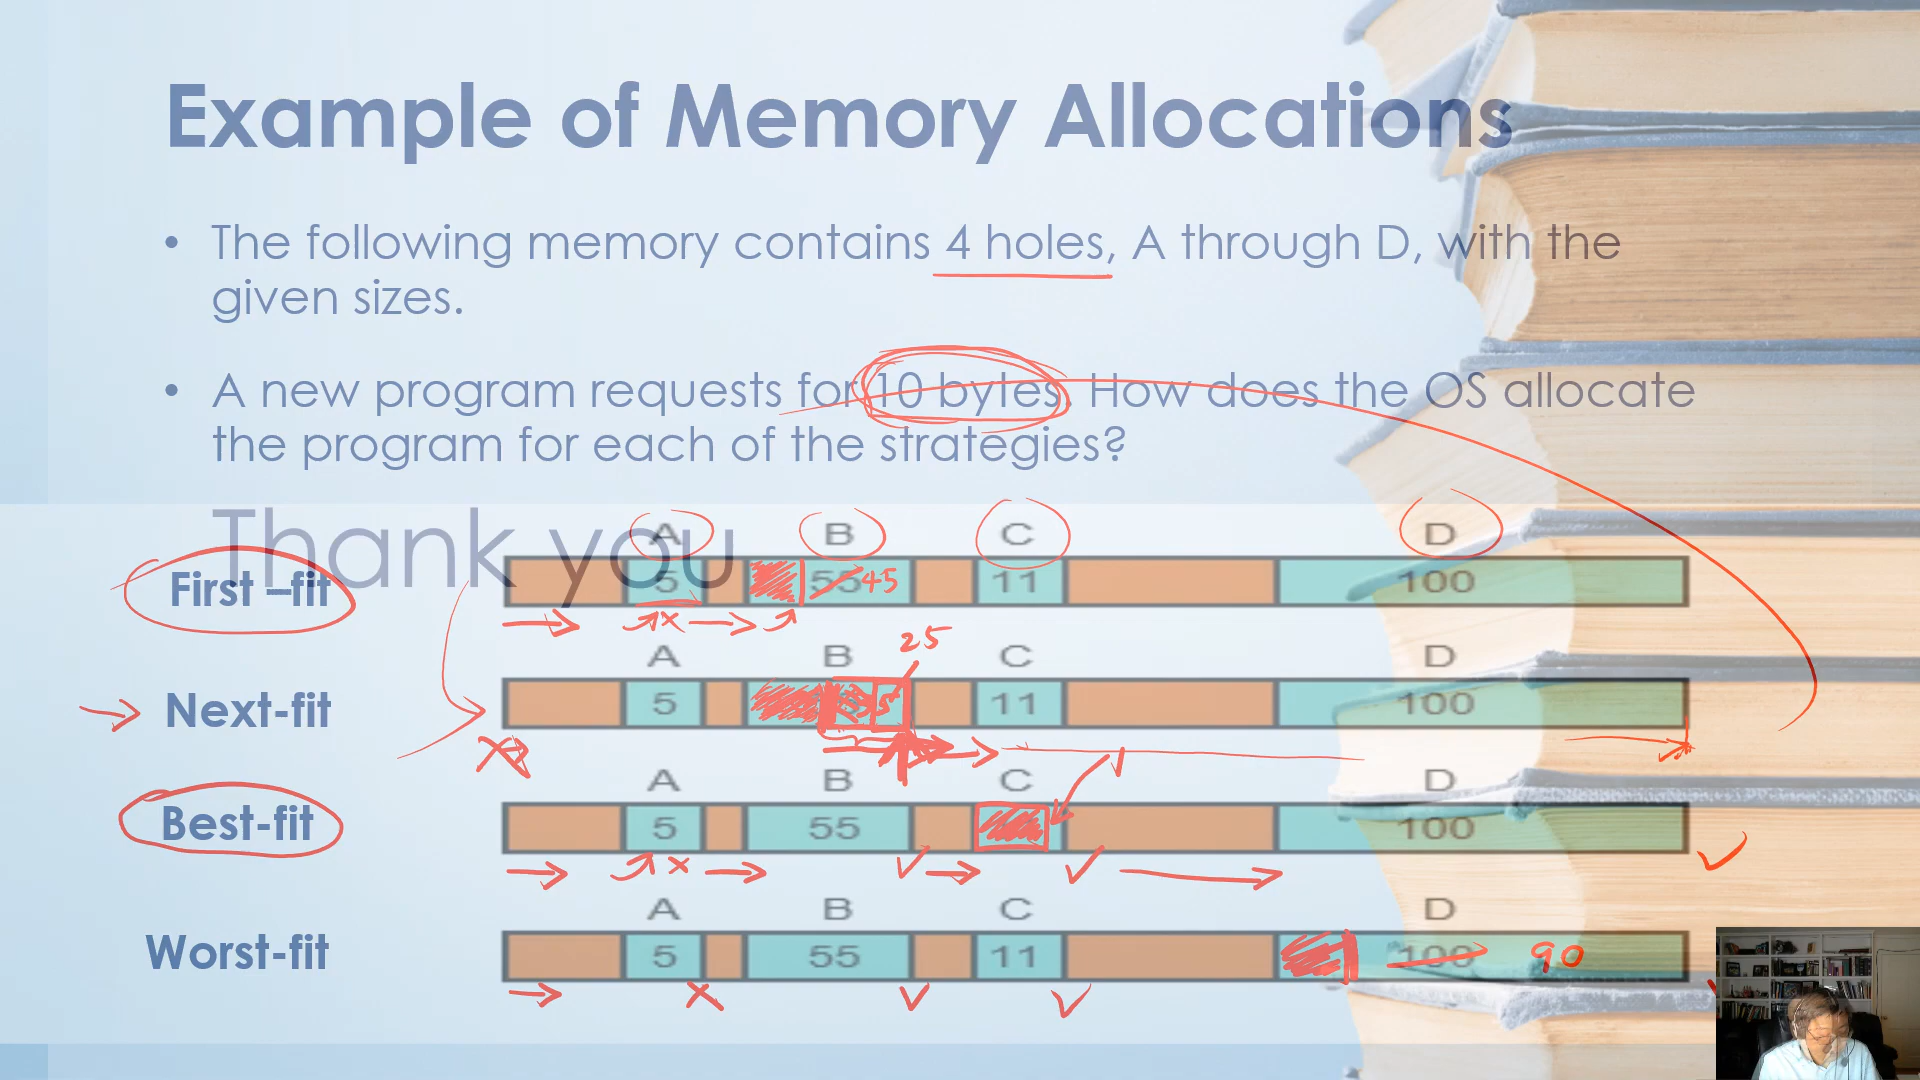 Example of Memory Allocations
• The following memory contains 4 holes, A through D, with the
given sizes.
• A new program requests for 10 bytes. How does the OS allocate
the program for each of the strategies?
Thank you
A B C D
First –fit 5 55 45 11 100
25
A B C D
Next-fit 5 11 100
A B C D
Best-fit 5 55 100
A B C D
Worst-fit 5 55 11 100 90